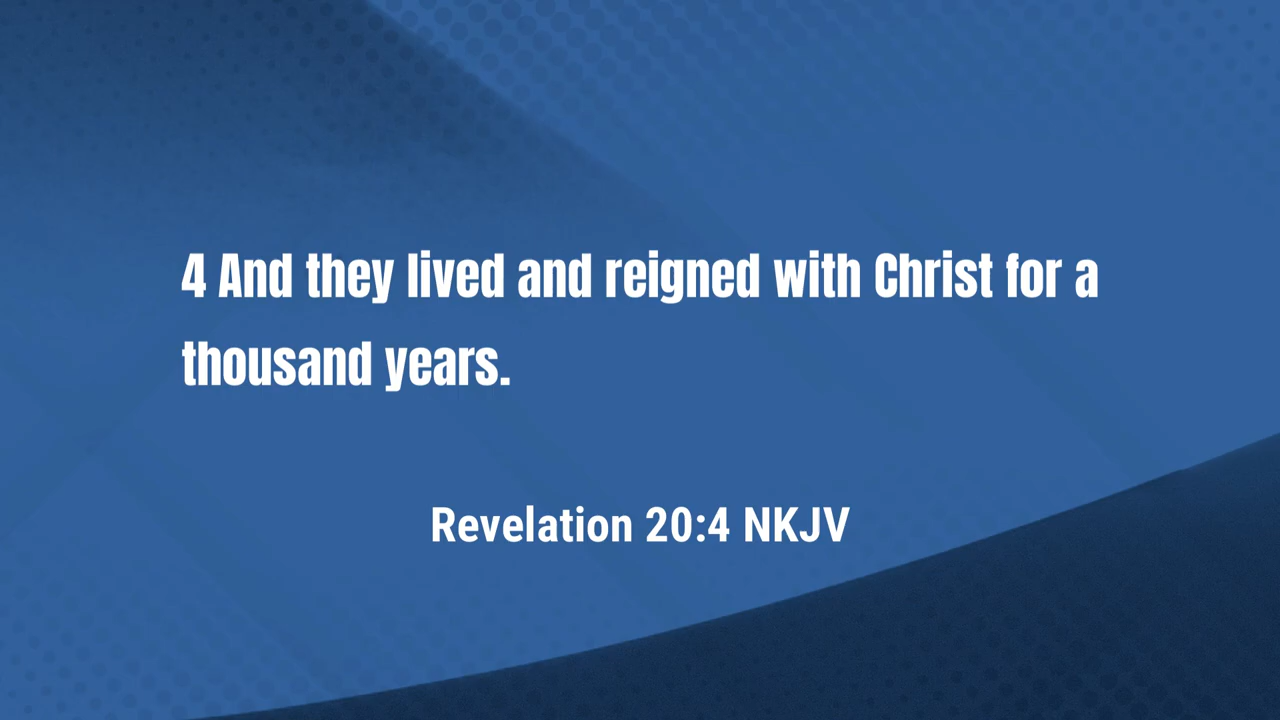 4 And they lived and reigned with Christ for a
thousand years.
Revelation 20:4 NKJV